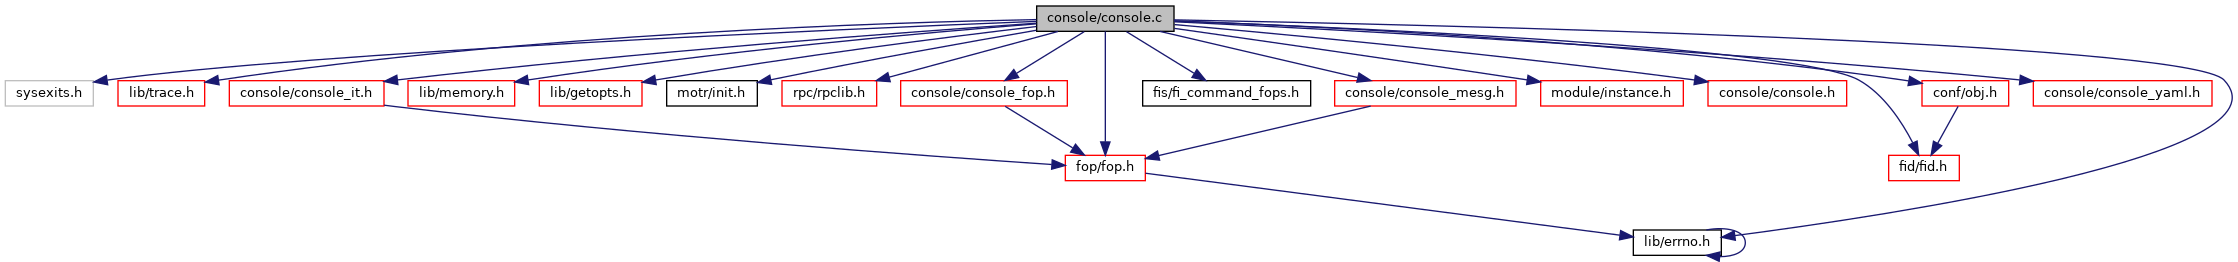 console/console.c
sysexits.h
lib/trace.h
console/console_it.h
lib/memory.h
lib/getopts.h
motr/init.h
rpc/rpclib.h
console/console_fop.h
fis/fi_command_fops.h
console/console_mesg.h
module/instance.h
console/console.h
conf/obj.h
console/console_yaml.h
fop/fop.h
fid/fid.h
lib/errno.h